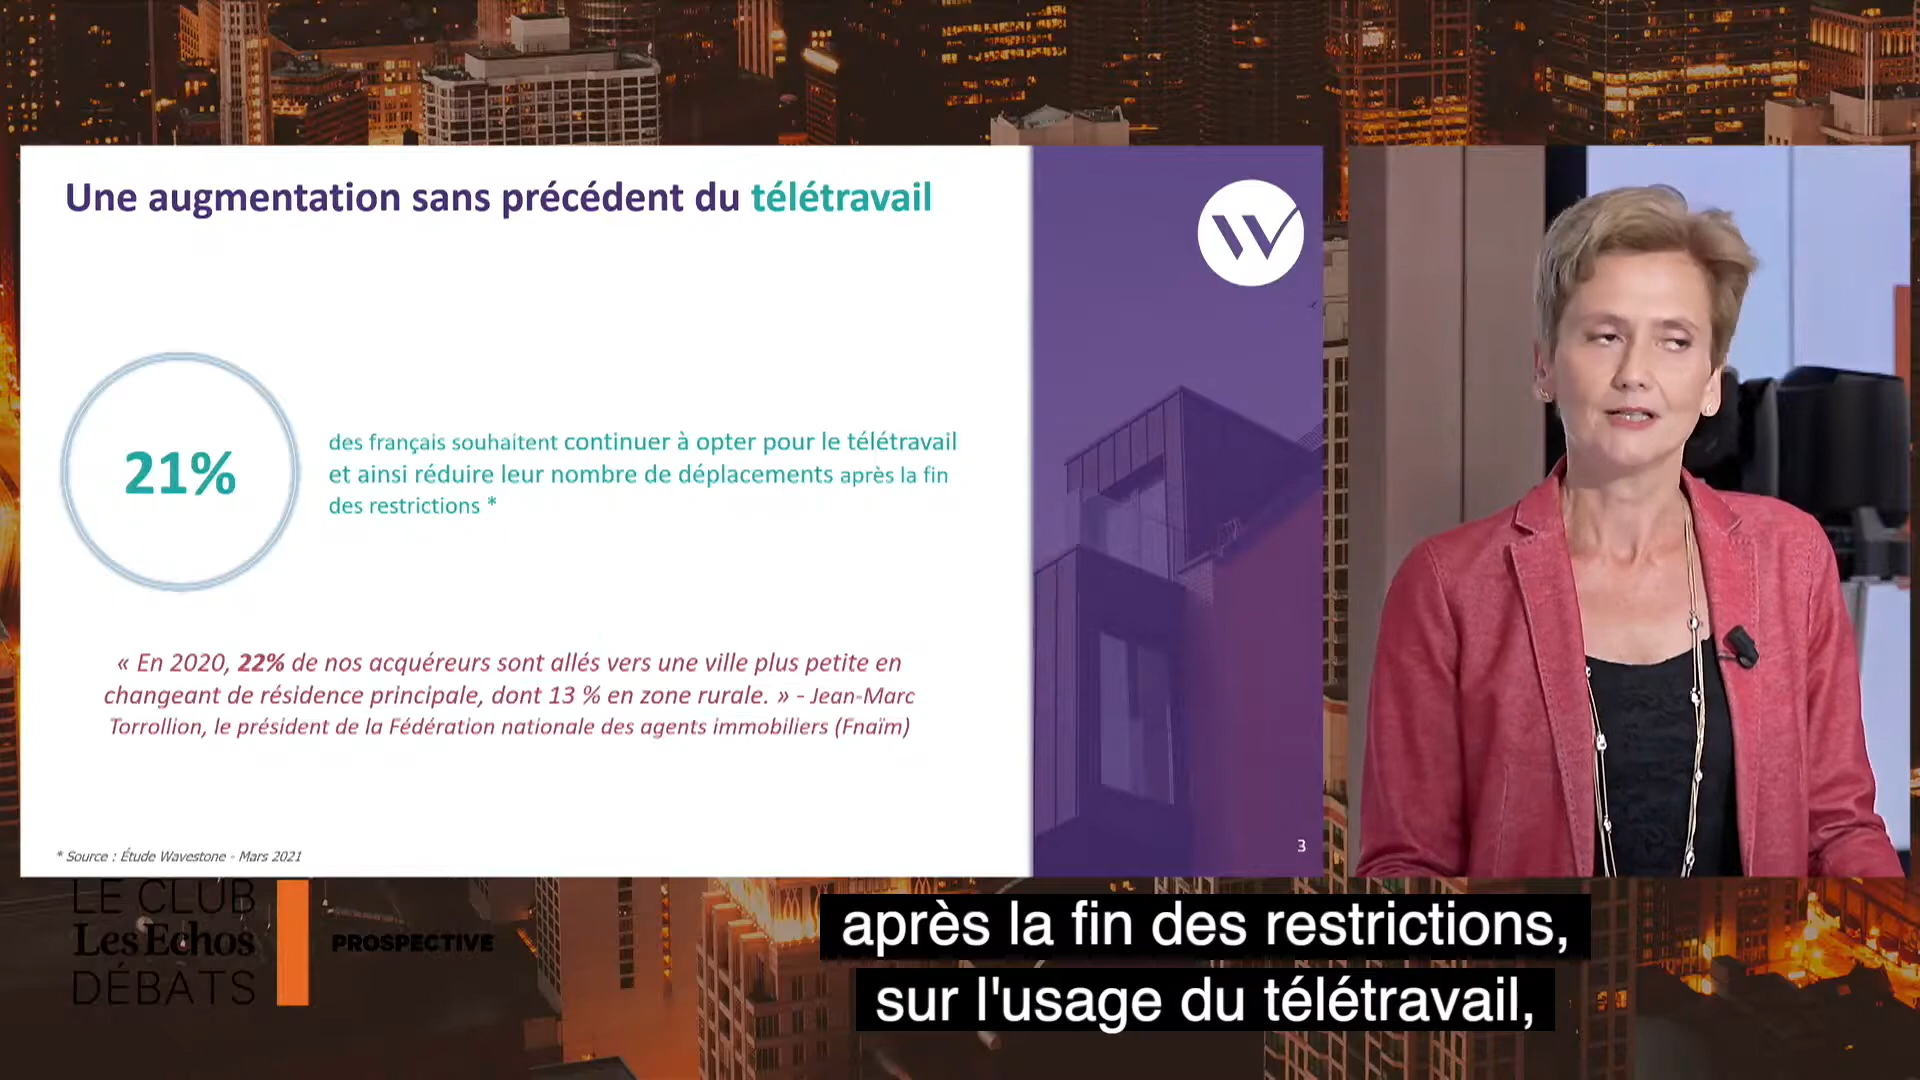 Une augmentation sans précédent du télétravail
W
21%
des français souhaitent continuer à opter pour le télétravail
et ainsi réduire leur nombre de déplacements après la fin
des restrictions *
« En 2020, 22% de nos acquéreurs sont allés vers une ville plus petite en
changeant de résidence principale, dont 13 % en zone rurale. » - Jean-Marc
Torrollion, le président de la Fédération nationale des agents immobiliers (Fnaïm)
* Source : Étude Wavestone - Mars 2021
3
LE CLUB
Les Echos
DÉBATS
PROSPECTIVE
après la fin des restrictions,
sur l'usage du télétravail,